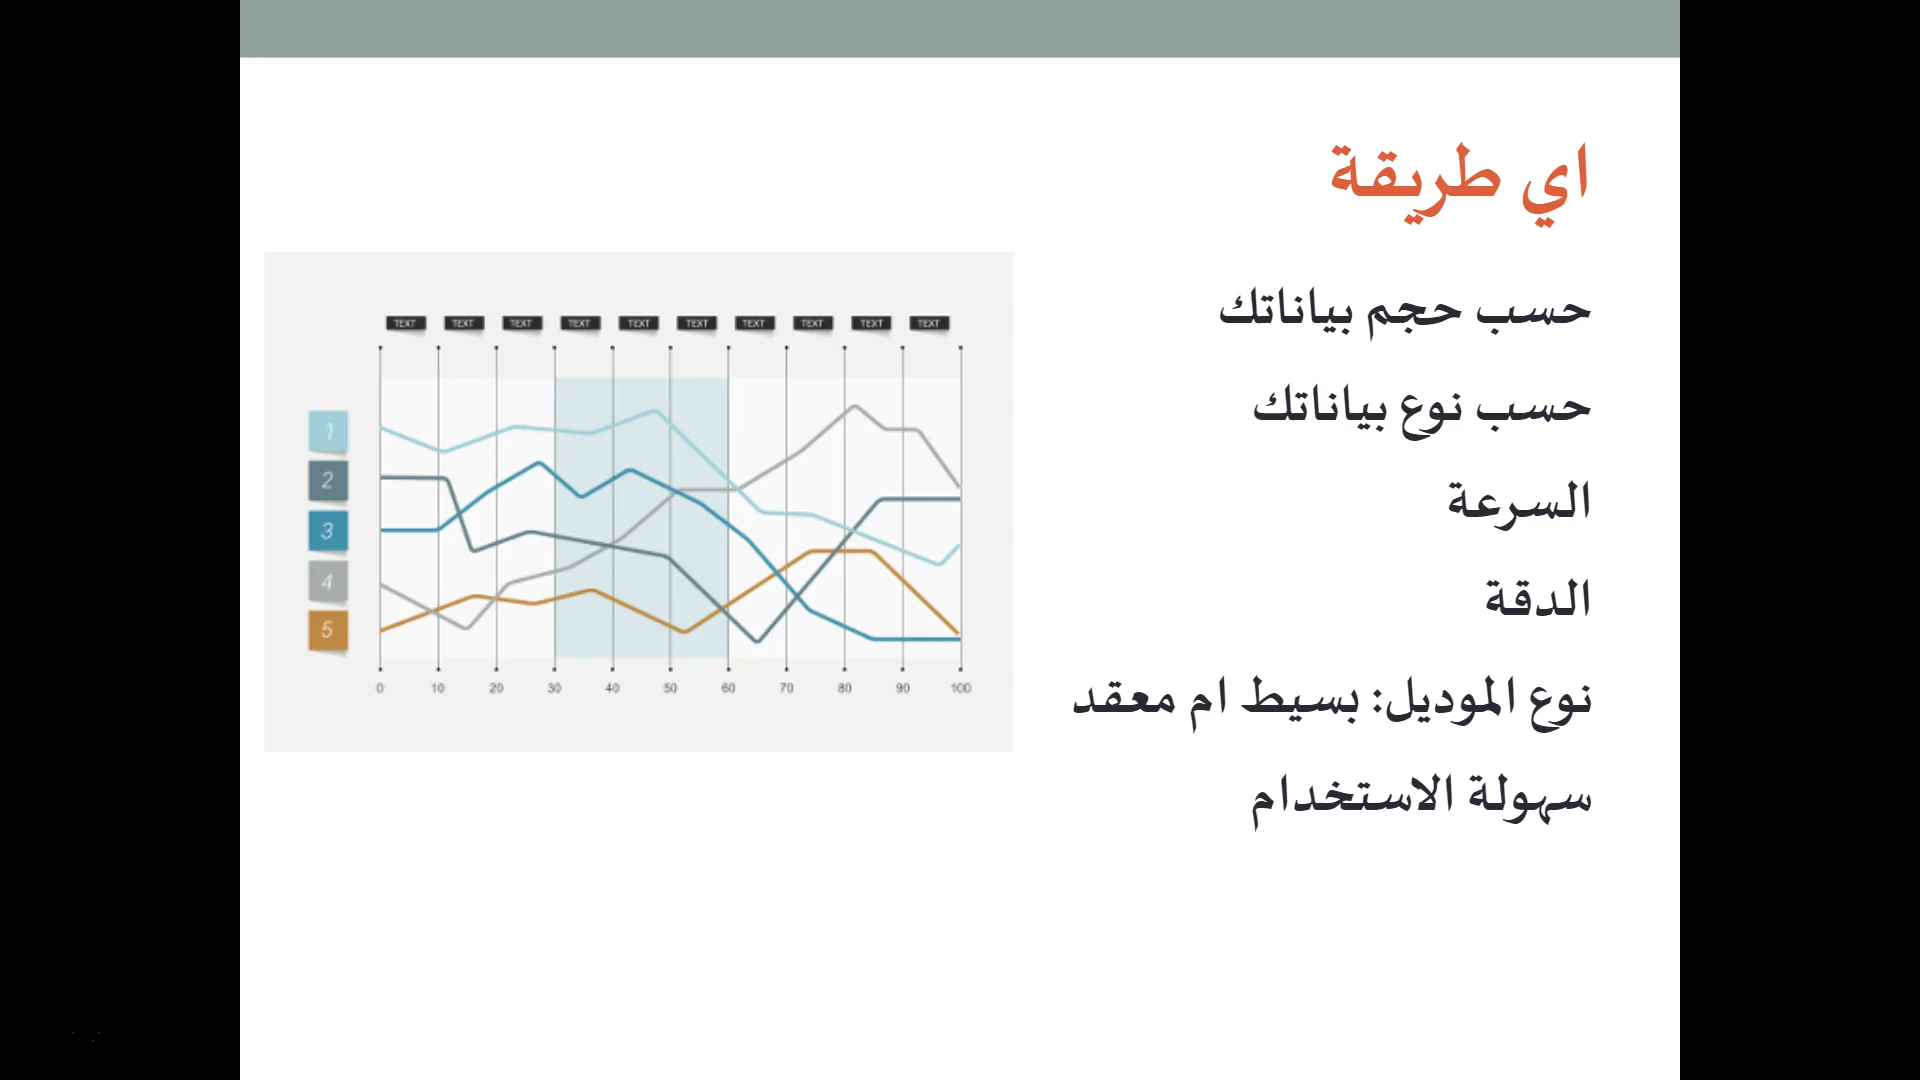 اي طريقة
حسب حجم بياناتك
حسب نوع بياناتك
السرعة
الدقة
نوع الموديل: بسيط ام معقد
سهولة الاستخدام
TEXT TEXT TEXT TEXT TEXT TEXT TEXT TEXT TEXT TEXT
1
2
3
4
5
0 10 20 30 40 50 60 70 80 90 100